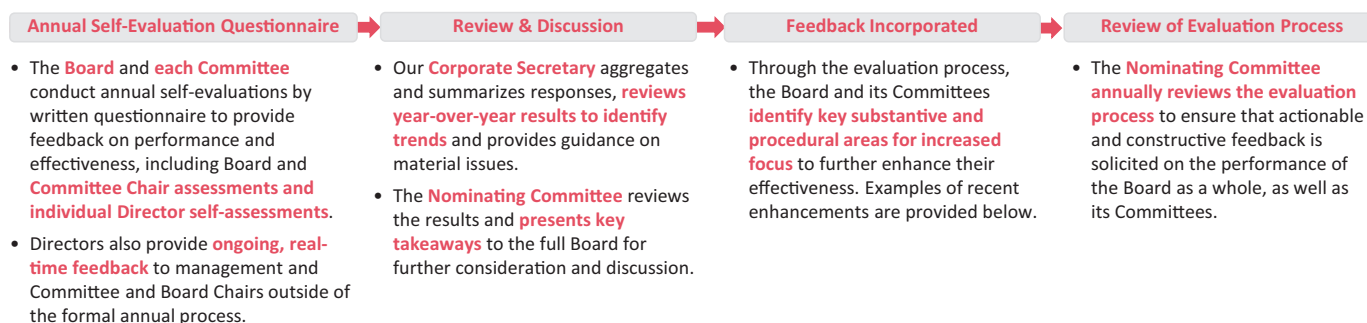 Annual Self-Evaluation Questionnaire
• The Board and each Committee
conduct annual self-evaluations by
written questionnaire to provide
feedback on performance and
effectiveness, including Board and
Committee Chair assessments and
individual Director self-assessments.
• Directors also provide ongoing, real-
time feedback to management and
Committee and Board Chairs outside of
the formal annual process.
Review & Discussion
• Our Corporate Secretary aggregates
and summarizes responses, reviews
year-over-year results to identify
trends and provides guidance on
material issues.
• The Nominating Committee reviews
the results and presents key
takeaways to the full Board for
further consideration and discussion.
Feedback Incorporated
• Through the evaluation process,
the Board and its Committees
identify key substantive and
procedural areas for increased
focus to further enhance their
effectiveness. Examples of recent
enhancements are provided below.
Review of Evaluation Process
• The Nominating Committee
annually reviews the evaluation
process to ensure that actionable
and constructive feedback is
solicited on the performance of
the Board as a whole, as well as
its Committees.